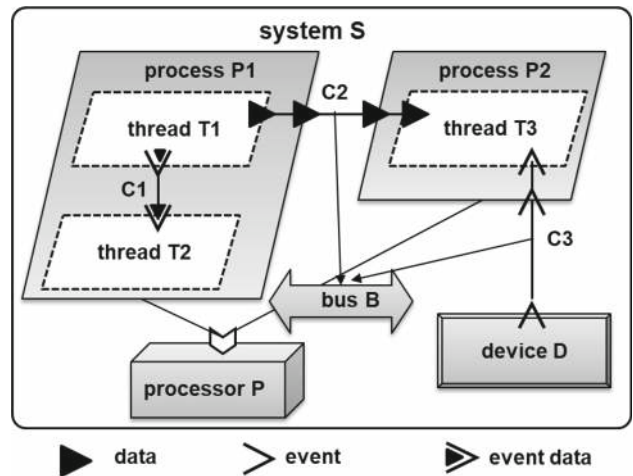 system S
process P1
process P2
C2
thread T1
thread T3
C1
thread T2
C3
bus B
device D
processor P
data
event
event data